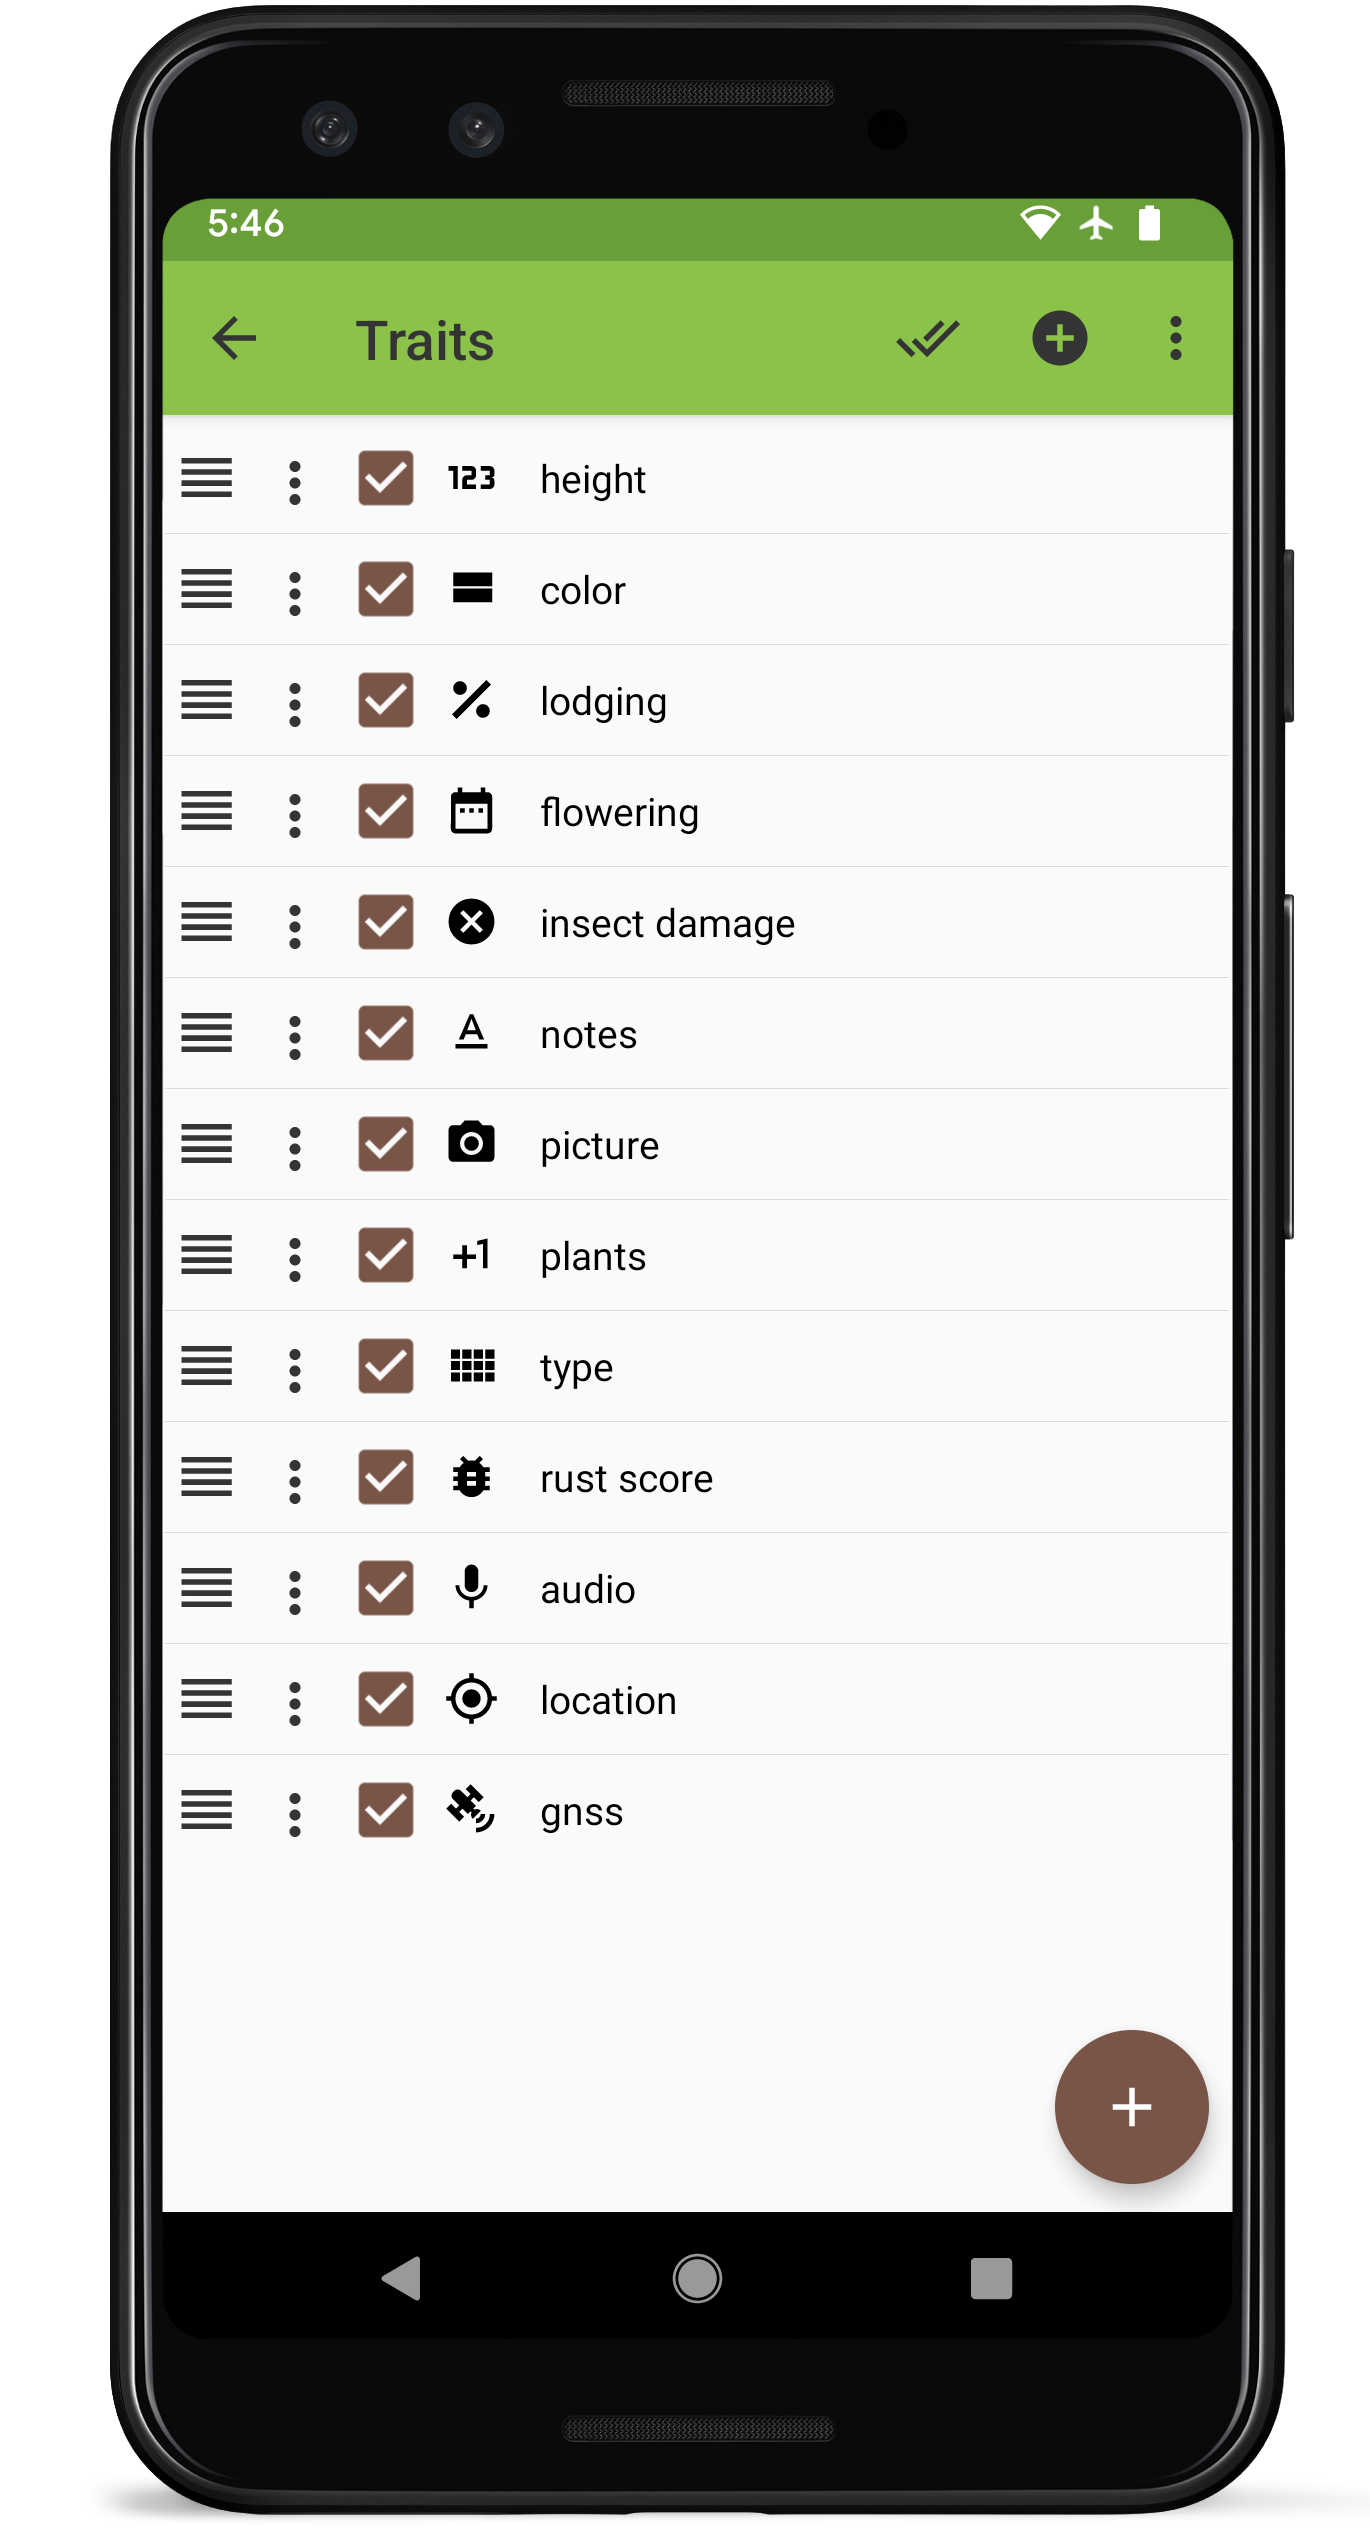 5:46
Traits
123 height
color
% lodging
flowering
insect damage
A notes
picture
+1 plants
type
rust score
audio
location
gnss